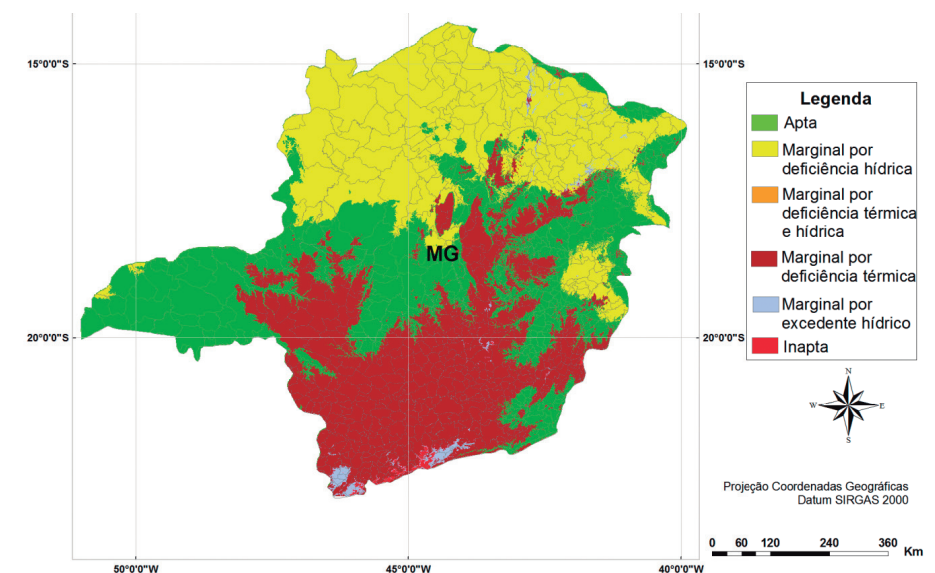 15°0'0"S
15°0'0"S
Legenda
Apta
Marginal por
deficiência hídrica
Marginal por
deficiência térmica
e hídrica
MG
Marginal por
deficiência térmica
Marginal por
excedente hídrico
20°0'0"S
20°0'0"S
Inapta
N
W
E
S
Projeção Coordenadas Geográficas
Datum SIRGAS 2000
0 60 120 240 360
Km
50°0'0"W
45°0'0"W
40°0'0"W